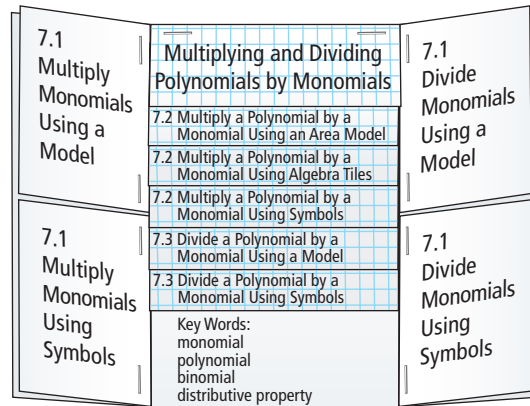 7.1
Multiply
Monomials
Using a
Model
7.1
Multiply
Monomials
Using
Symbols
Multiplying and Dividing
Polynomials by Monomials
7.2 Multiply a Polynomial by a
Monomial Using an Area Model
7.2 Multiply a Polynomial by a
Monomial Using Algebra Tiles
7.2 Multiply a Polynomial by a
Monomial Using Symbols
7.3 Divide a Polynomial by a
Monomial Using a Model
7.3 Divide a Polynomial by a
Monomial Using Symbols
Key Words:
monomial
polynomial
binomial
distributive property
7.1
Divide
Monomials
Using a
Model
7.1
Divide
Monomials
Using
Symbols